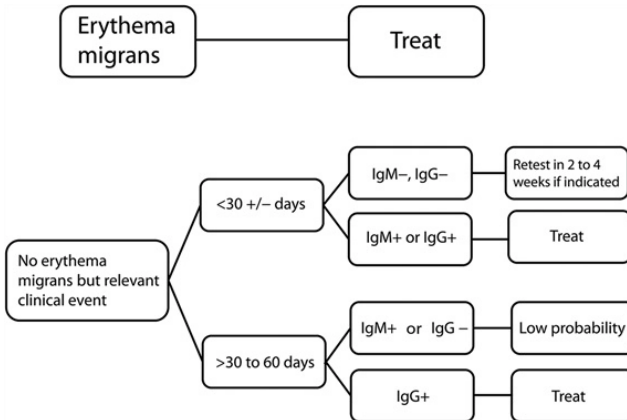 Erythema
migrans
Treat
No erythema
migrans but relevant
clinical event
<30 +/− days
IgM−, IgG−
Retest in 2 to 4
weeks if indicated
IgM+ or IgG+
Treat
>30 to 60 days
IgM+ or IgG −
Low probability
IgG+
Treat